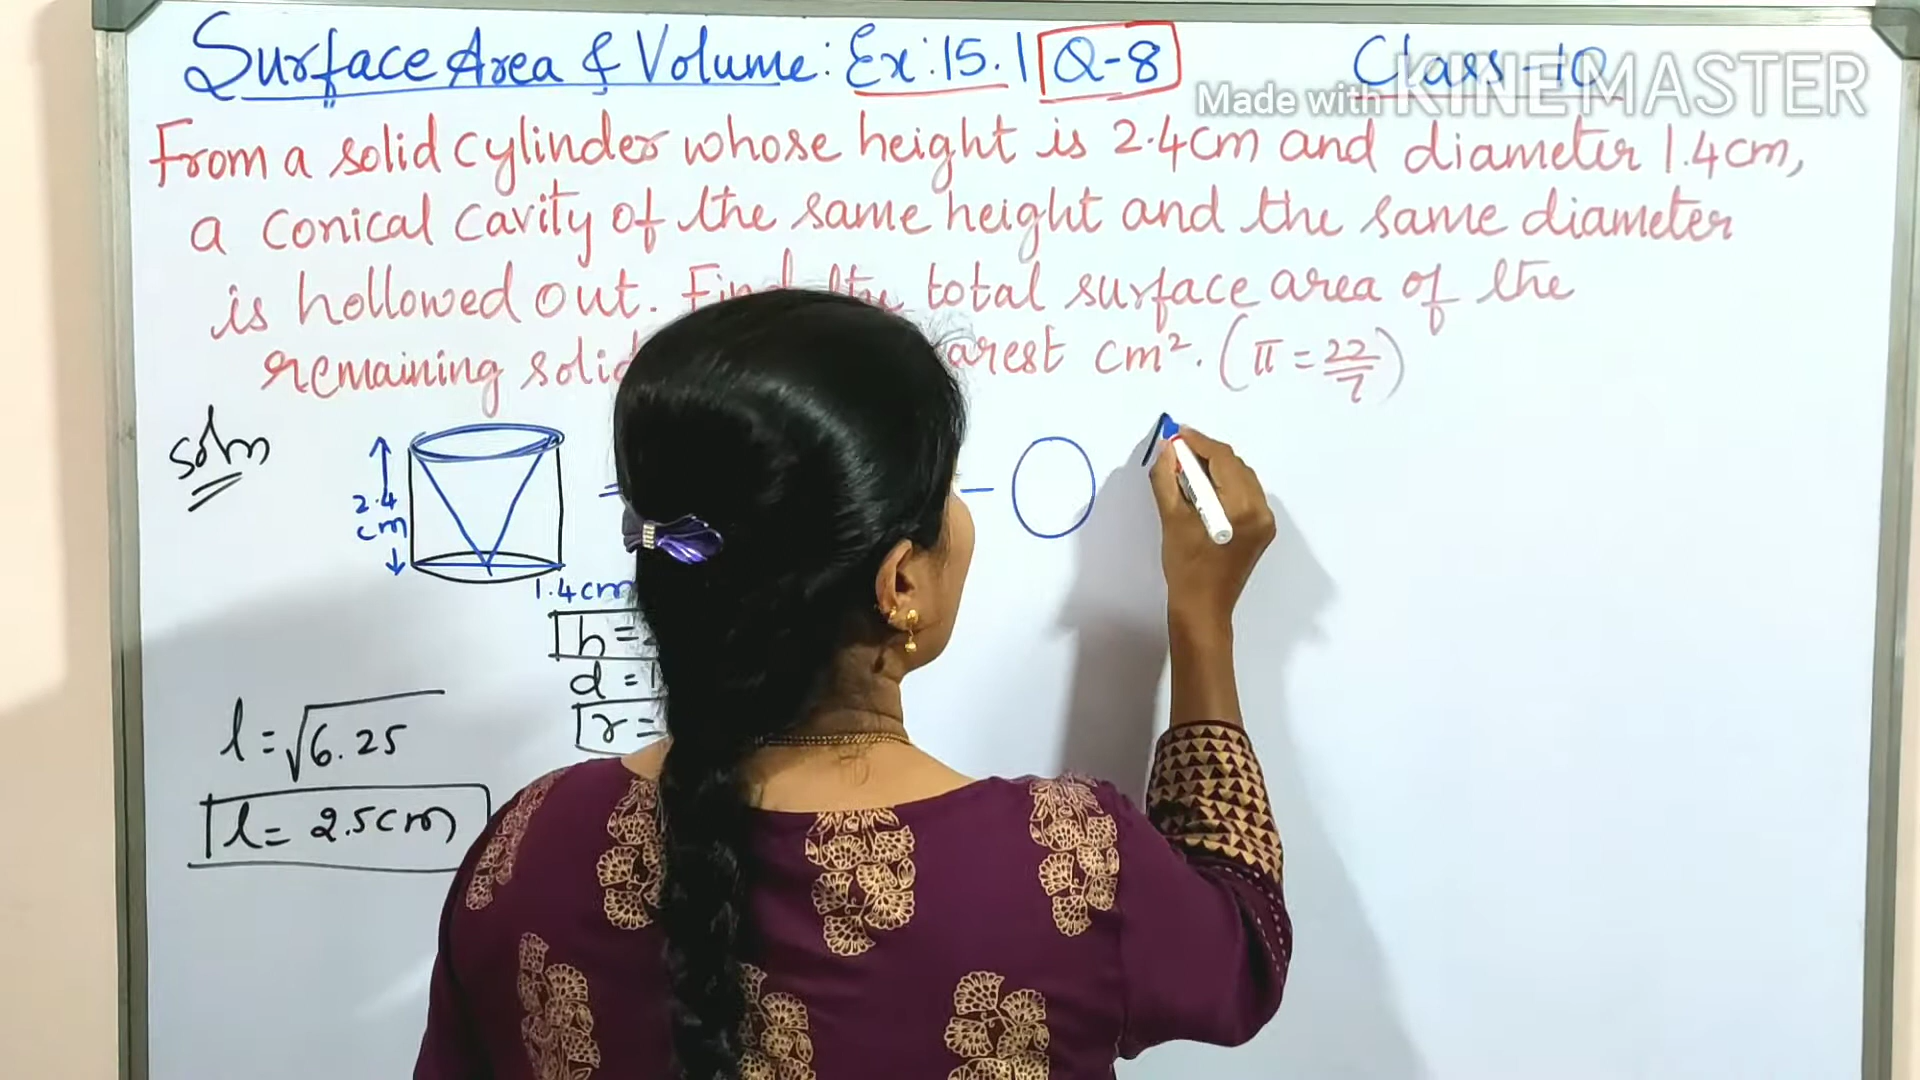 Surface Area & Volume: Ex: 15.1 Q-8 Class-10
Made with KINEMASTER
From a solid cylinder whose height is 2.4cm and diameter 1.4cm,
a conical cavity of the same height and the same diameter
is hollowed out. total surface area of the
remaining cm². (π = 22/7)
Soln
2.4
cm
1.4cm
h =
d = 1
r =
l = √6.25
l = 2.5cm